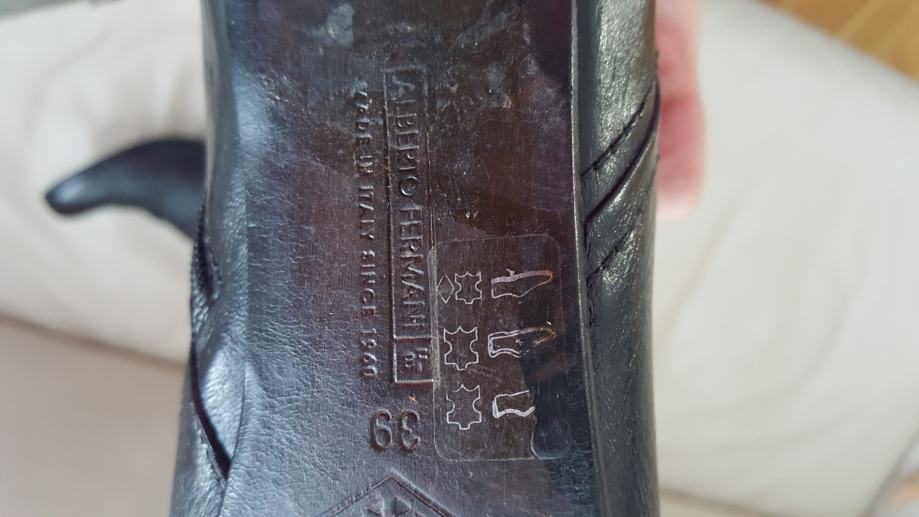 ALBERTO FERMANI
MADE IN ITALY SINCE 1960
39